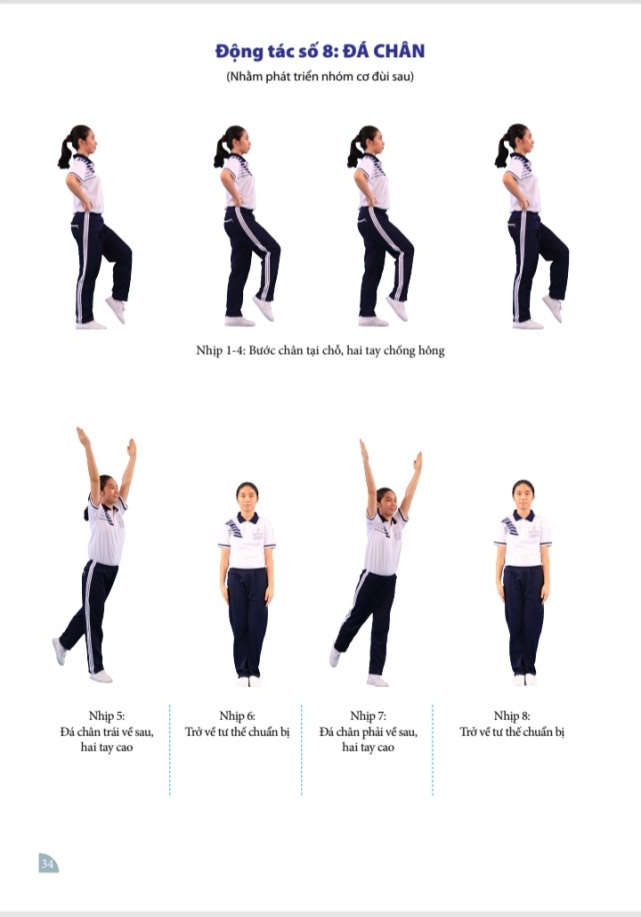 Động tác số 8: ĐÁ CHÂN
(Nhằm phát triển nhóm cơ đùi sau)
Nhịp 1-4: Bước chân tại chỗ, hai tay chống hông
Nhịp 5:
Đá chân trái về sau,
hai tay cao
Nhịp 6:
Trở về tư thế chuẩn bị
Nhịp 7:
Đá chân phải về sau,
hai tay cao
Nhịp 8:
Trở về tư thế chuẩn bị
34